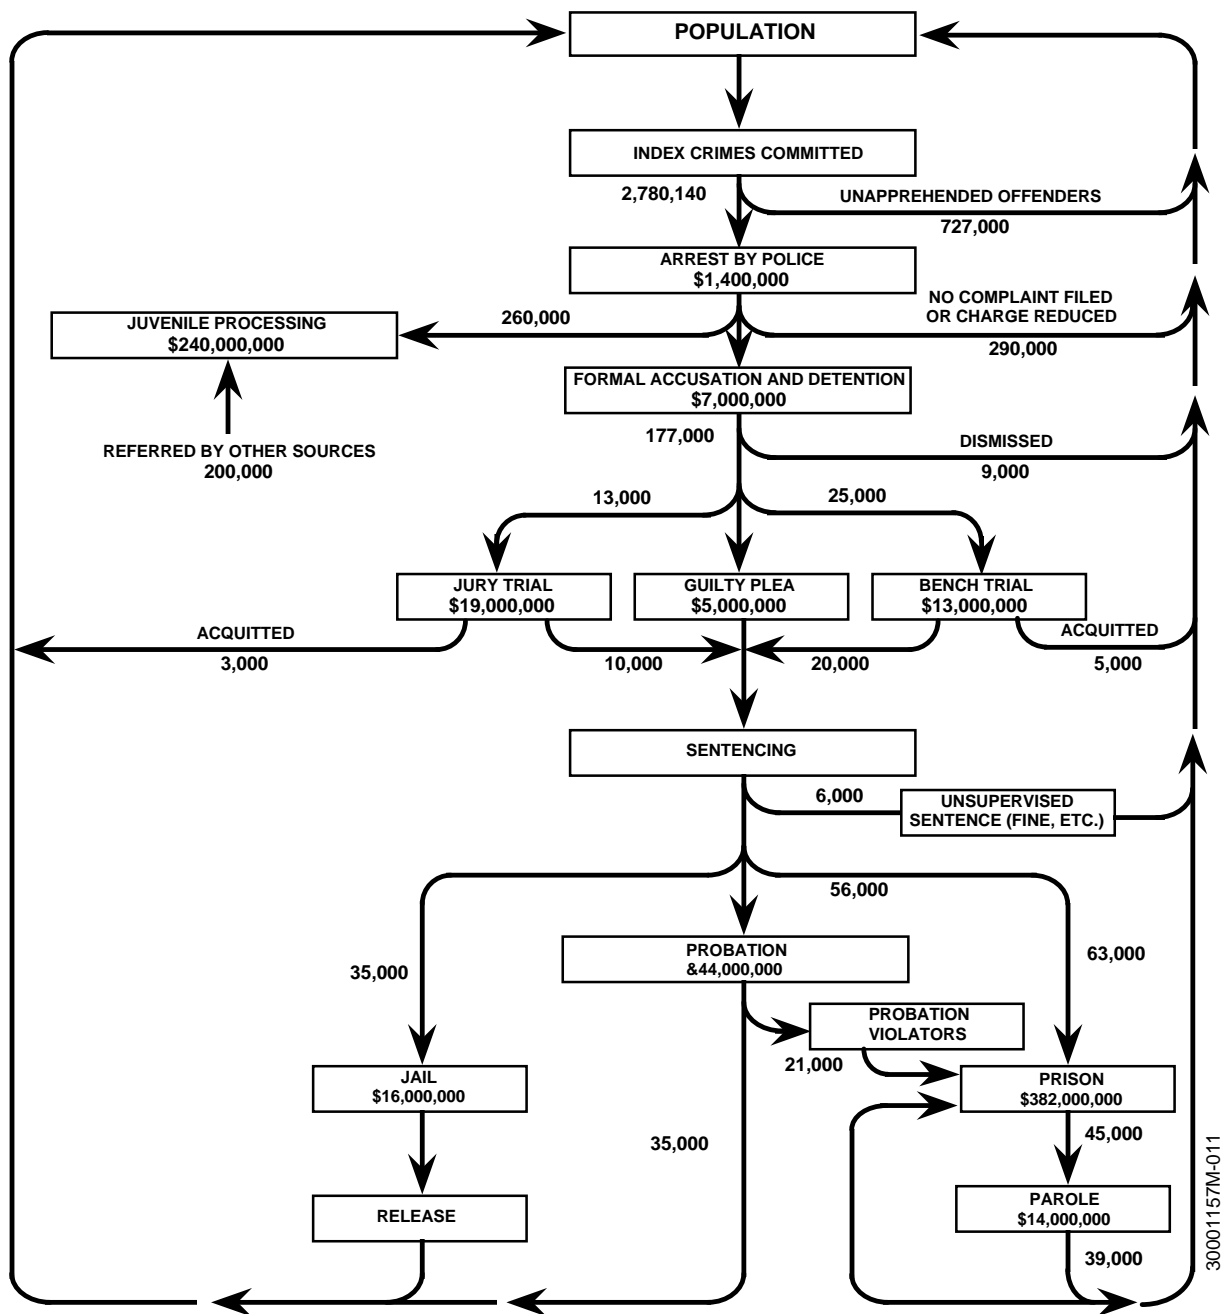 POPULATION
INDEX CRIMES COMMITTED
2,780,140
UNAPPREHENDED OFFENDERS
727,000
ARREST BY POLICE
$1,400,000
NO COMPLAINT FILED
OR CHARGE REDUCED
290,000
260,000
JUVENILE PROCESSING
$240,000,000
REFERRED BY OTHER SOURCES
200,000
FORMAL ACCUSATION AND DETENTION
$7,000,000
177,000
DISMISSED
9,000
13,000
25,000
JURY TRIAL
$19,000,000
GUILTY PLEA
$5,000,000
BENCH TRIAL
$13,000,000
ACQUITTED
3,000
10,000
20,000
ACQUITTED
5,000
SENTENCING
6,000
UNSUPERVISED
SENTENCE (FINE, ETC.)
56,000
35,000
PROBATION
&44,000,000
63,000
PROBATION
VIOLATORS
21,000
JAIL
$16,000,000
PRISON
$382,000,000
35,000
45,000
RELEASE
PAROLE
$14,000,000
39,000
30001157M-011